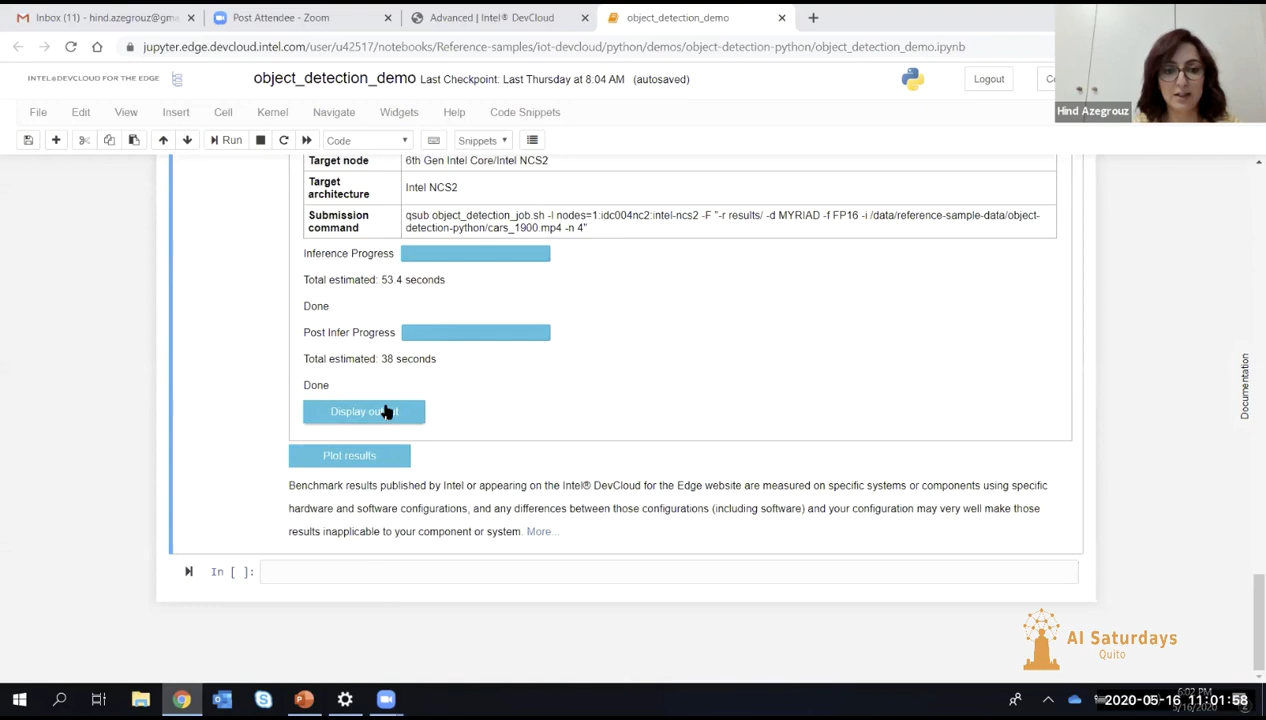 Inbox (11) - hind.azegrouz@gma
Post Attendee - Zoom
Advanced | Intel® DevCloud
object_detection_demo
jupyter.edge.devcloud.intel.com/user/u42517/notebooks/Reference-samples/iot-devcloud/python/demos/object-detection-python/object_detection_demo.ipynb
INTEL® DEVCLOUD FOR THE EDGE
object_detection_demo Last Checkpoint: Last Thursday at 8:04 AM (autosaved)
Logout
Hind Azegrouz
File Edit View Insert Cell Kernel Navigate Widgets Help Code Snippets
Run Code Snippets
Target node 6th Gen Intel Core/Intel NCS2
Target
architecture
Intel NCS2
Submission
command
qsub object_detection_job.sh -l nodes=1:idc004nc2:intel-ncs2 -F "-r results/ -d MYRIAD -f FP16 -i /data/reference-sample-data/object-
detection-python/cars_1900.mp4 -n 4"
Inference Progress
Total estimated: 53.4 seconds
Done
Post Infer Progress
Total estimated: 38 seconds
Done
Display
Plot results
Benchmark results published by Intel or appearing on the Intel® DevCloud for the Edge website are measured on specific systems or components using specific
hardware and software configurations, and any differences between those configurations (including software) and your configuration may very well make those
results inapplicable to your component or system. More...
In [ ]:
Documentation
AI Saturdays
Quito
6:02 PM
2020-05-16 11:01:58